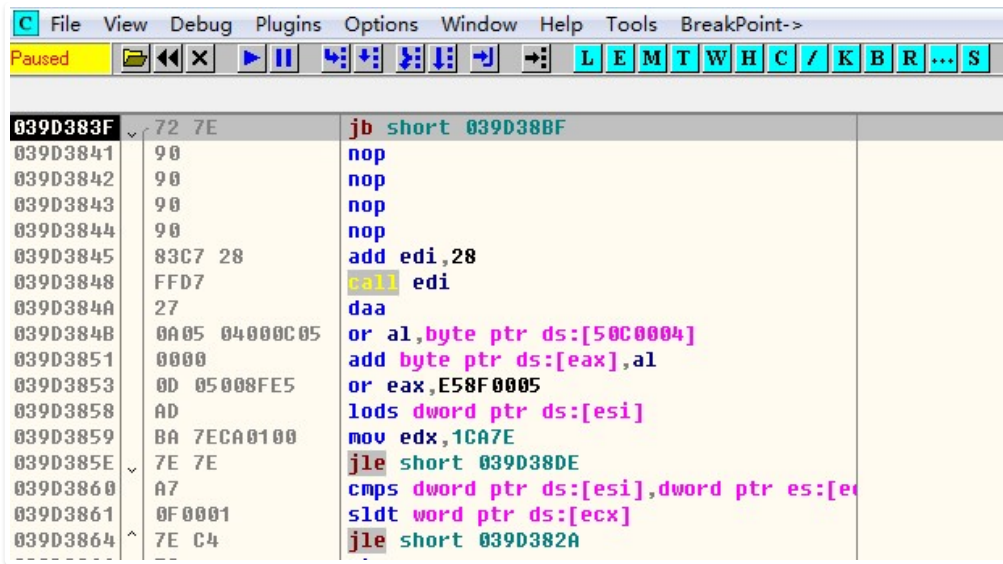 C File View Debug Plugins Options Window Help Tools BreakPoint->
Paused L E M T W H C / K B R ... S
039D383F 72 7E jb short 039D38BF
039D3841 90 nop
039D3842 90 nop
039D3843 90 nop
039D3844 90 nop
039D3845 83C7 28 add edi,28
039D3848 FFD7 call edi
039D384A 27 daa
039D384B 0A05 04000C05 or al,byte ptr ds:[50C0004]
039D3851 0000 add byte ptr ds:[eax],al
039D3853 0D 05008FE5 or eax,E58F0005
039D3858 AD lods dword ptr ds:[esi]
039D3859 BA 7ECA0100 mov edx,1CA7E
039D385E 7E 7E jle short 039D38DE
039D3860 A7 cmps dword ptr ds:[esi],dword ptr es:[e
039D3861 0F0001 sldt word ptr ds:[ecx]
039D3864 7E C4 jle short 039D382A